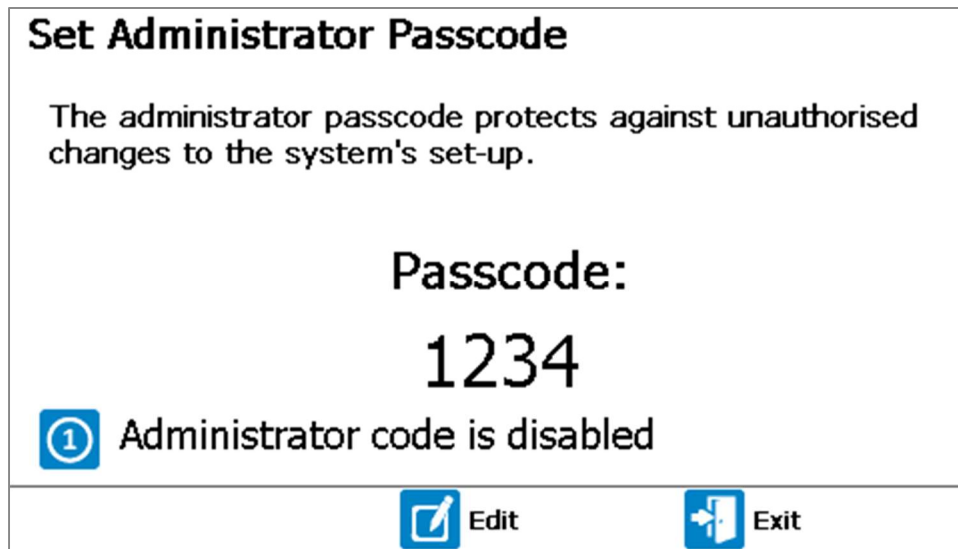 Set Administrator Passcode
The administrator passcode protects against unauthorised
changes to the system's set-up.
Passcode:
1234
1 Administrator code is disabled
Edit Exit